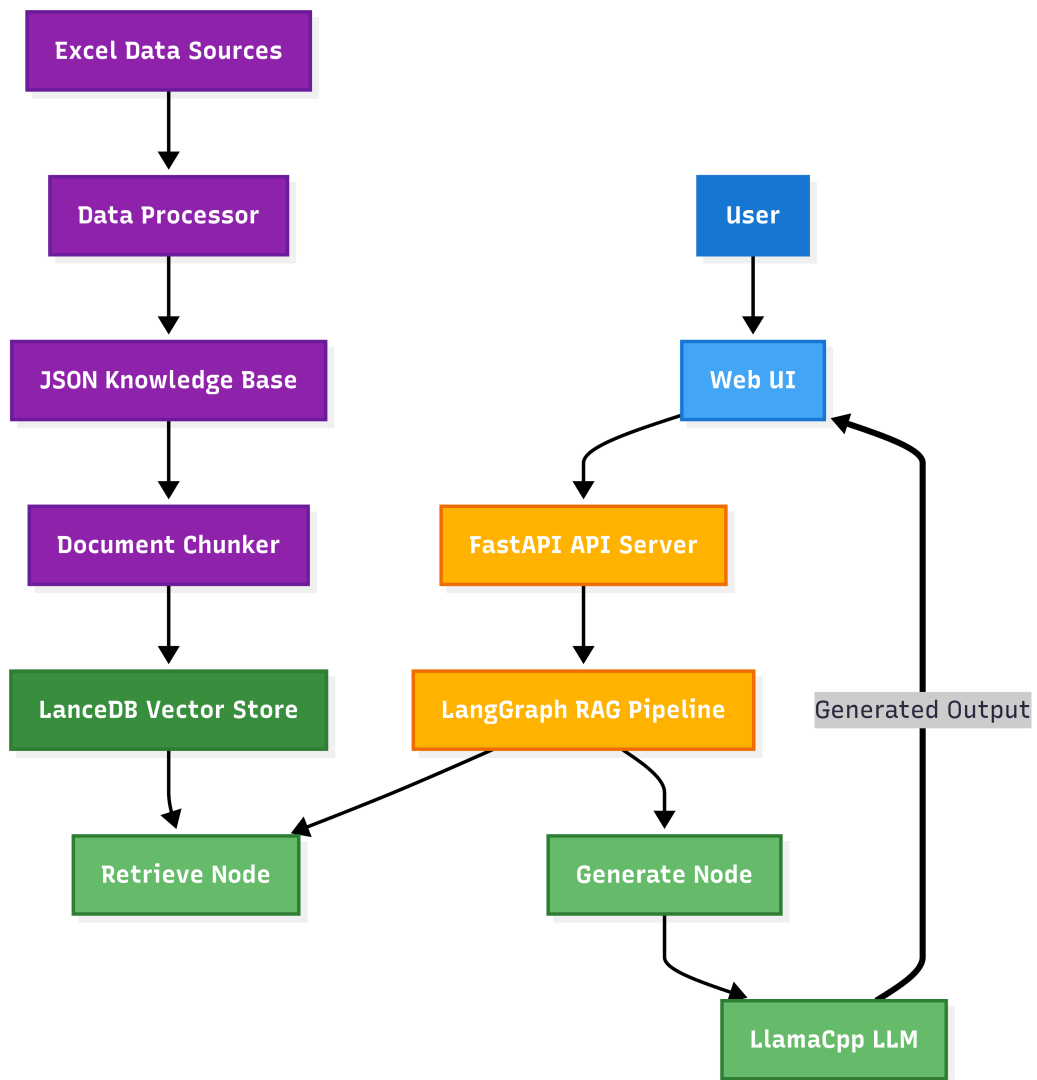 Excel Data Sources
Data Processor
User
JSON Knowledge Base
Web UI
Document Chunker
FastAPI API Server
LanceDB Vector Store
LangGraph RAG Pipeline
Generated Output
Retrieve Node
Generate Node
LlamaCpp LLM